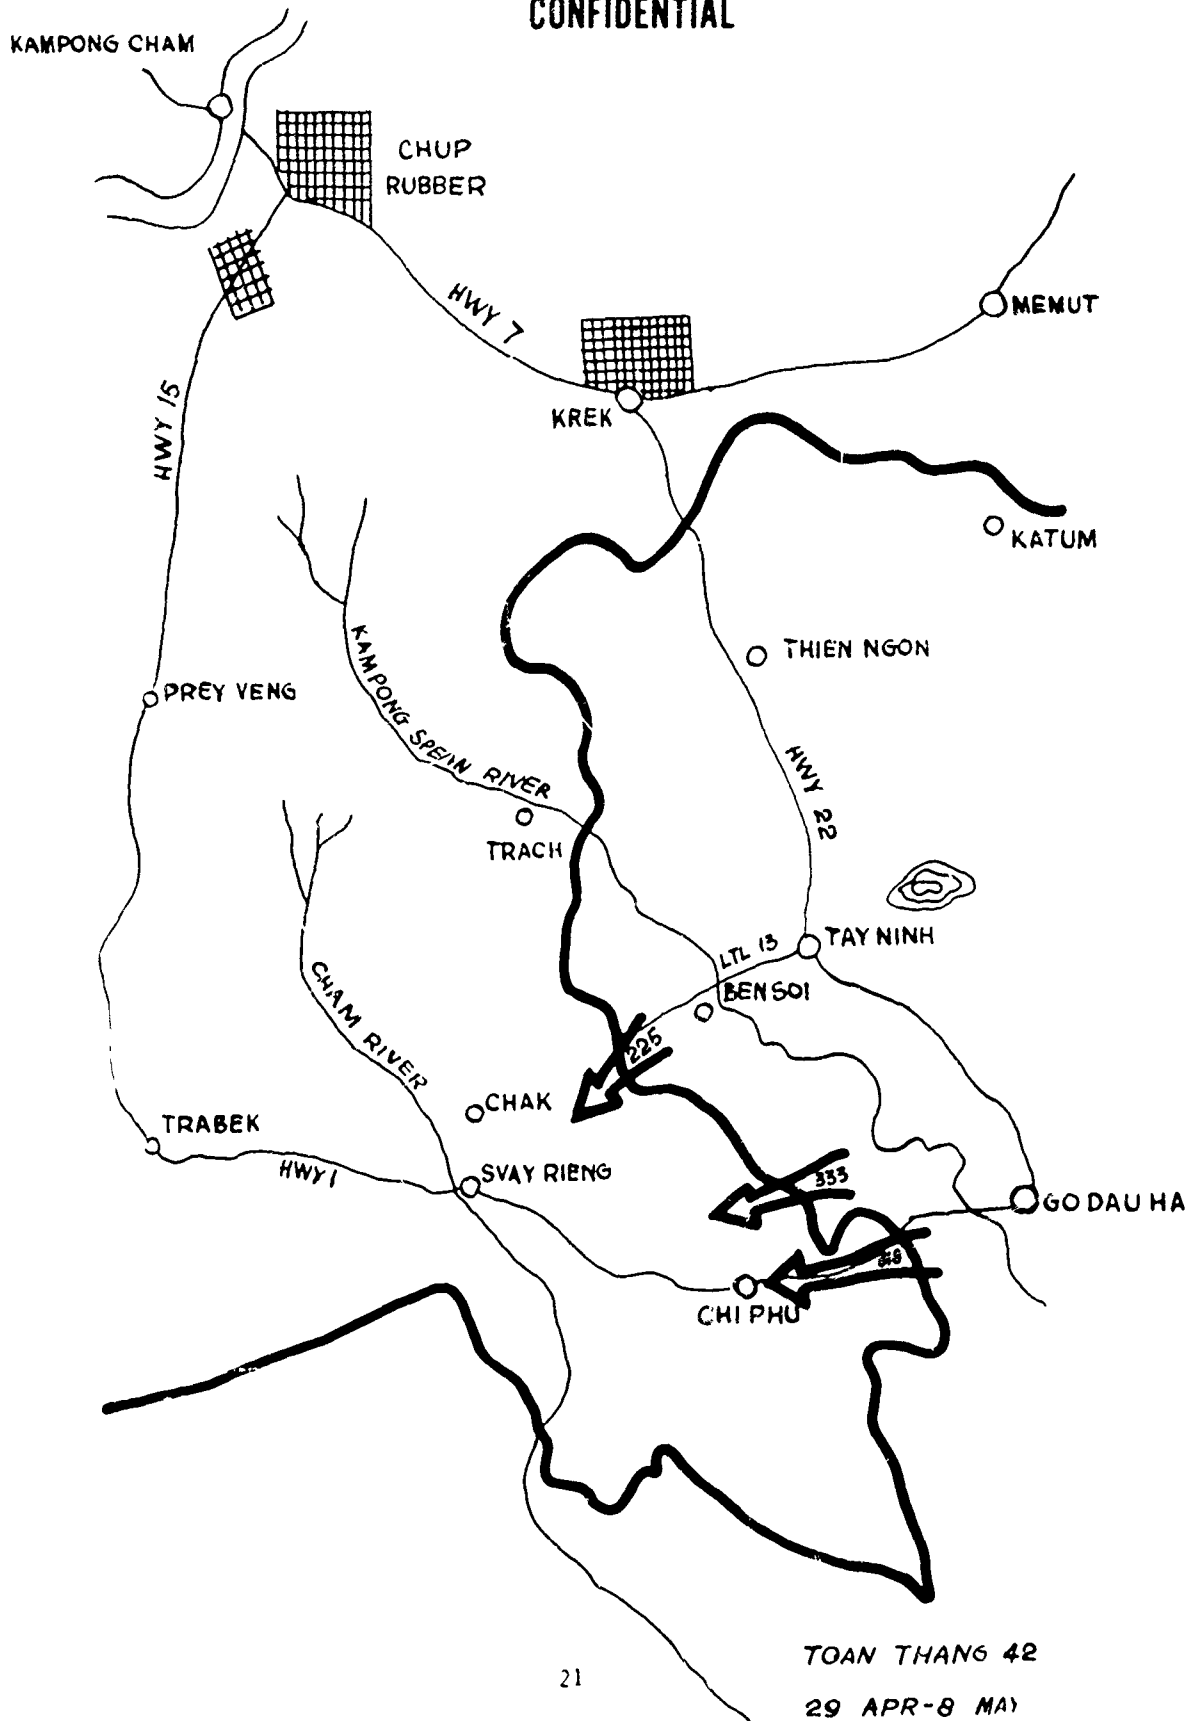 CONFIDENTIAL
KAMPONG CHAM
CHUP
RUBBER
HWY 7
MEMUT
HWY 15
KREK
KATUM
THIEN NGON
PREY VENG
KAMPONG SPEAN RIVER
HWY 22
TRACH
TAY NINH
LTL 13
BEN SOI
CHAM RIVER
225
CHAK
TRABEK
HWY 1
SVAY RIENG
333
GO DAU HA
318
CHI PHU
TOAN THANG 42
29 APR-8 MAY
21